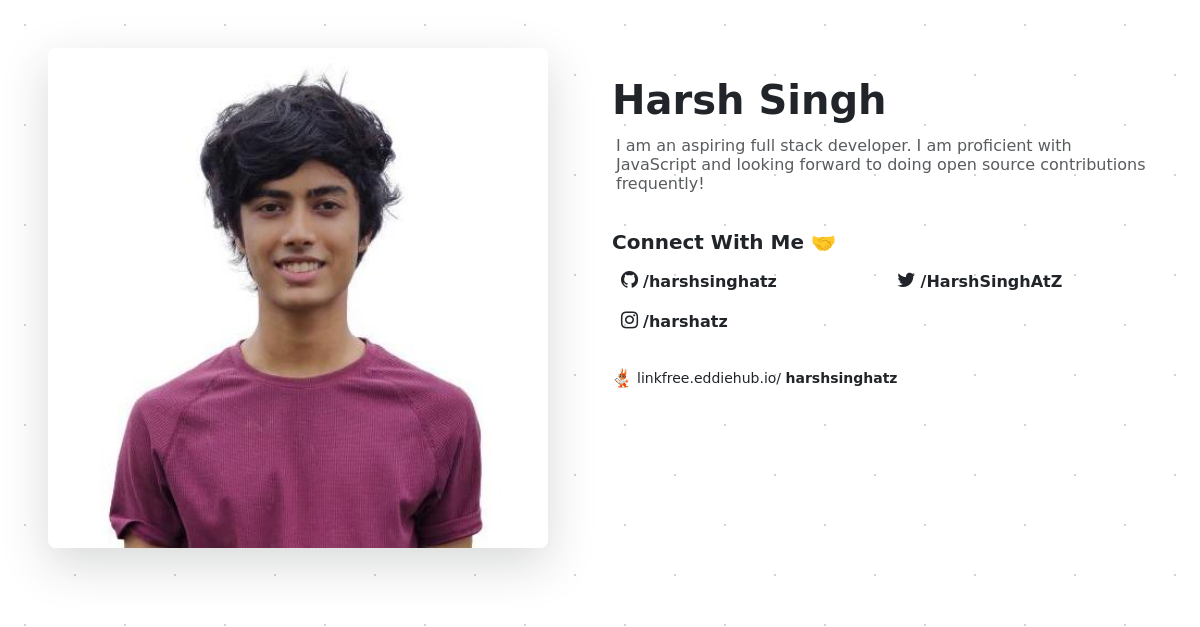 Harsh Singh
I am an aspiring full stack developer. I am proficient with
JavaScript and looking forward to doing open source contributions
frequently!
Connect With Me 🤝
/harshsinghatz
/HarshSinghAtZ
/harshatz
linkfree.eddiehub.io/ harshsinghatz